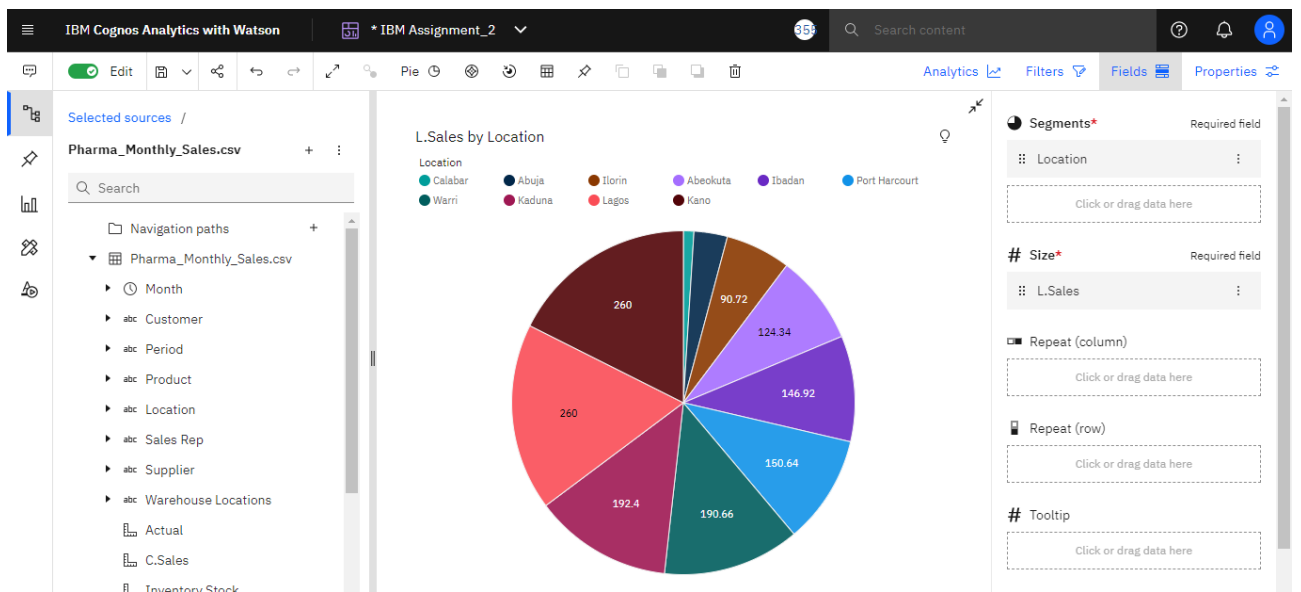 IBM Cognos Analytics with Watson
* IBM Assignment_2
Search content
Edit
Pie
Analytics
Filters
Fields
Properties
Selected sources /
Pharma_Monthly_Sales.csv
Search
Navigation paths
Pharma_Monthly_Sales.csv
Month
abc Customer
abc Period
abc Product
abc Location
abc Sales Rep
abc Supplier
abc Warehouse Locations
Actual
C.Sales
Inventory Stock
L.Sales by Location
Location
Calabar Abuja Ilorin Abeokuta Ibadan Port Harcourt
Warri Kaduna Lagos Kano
260
90.72
124.34
146.92
260
150.64
192.4
190.66
Segments* Required field
Location
Click or drag data here
# Size* Required field
L.Sales
Repeat (column)
Click or drag data here
Repeat (row)
Click or drag data here
# Tooltip
Click or drag data here